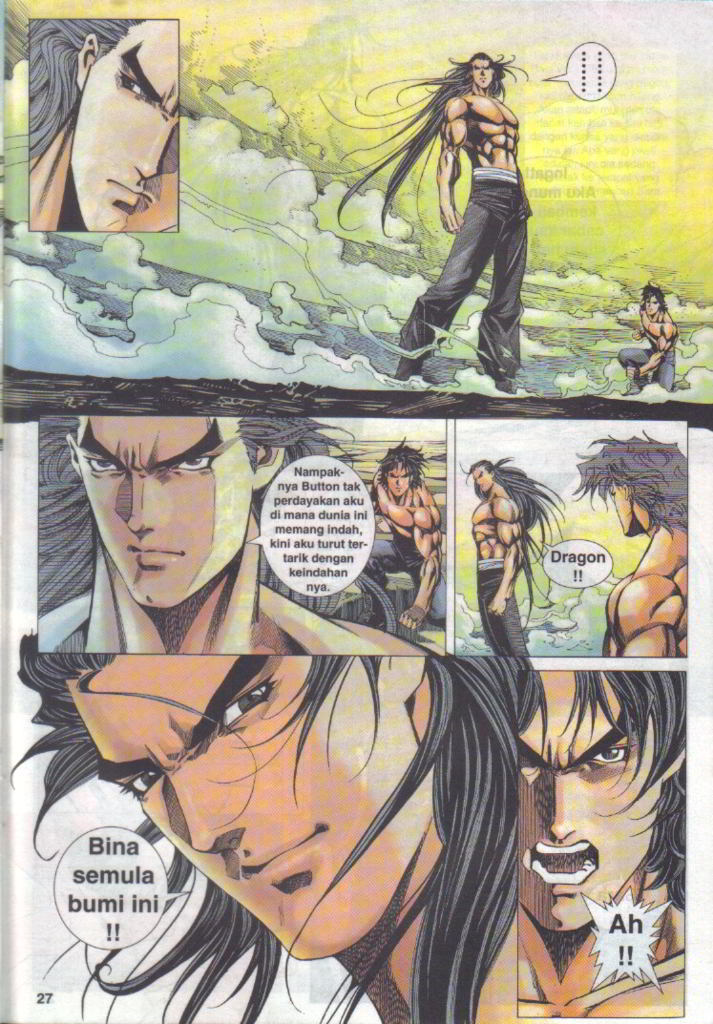 ⋮⋮
Nampak-
nya Button tak
perdayakan aku
di mana dunia ini
memang indah,
kini aku turut ter-
tarik dengan
keindahan
nya.
Dragon
!!
Bina
semula
bumi ini
!!
Ah
!!
27